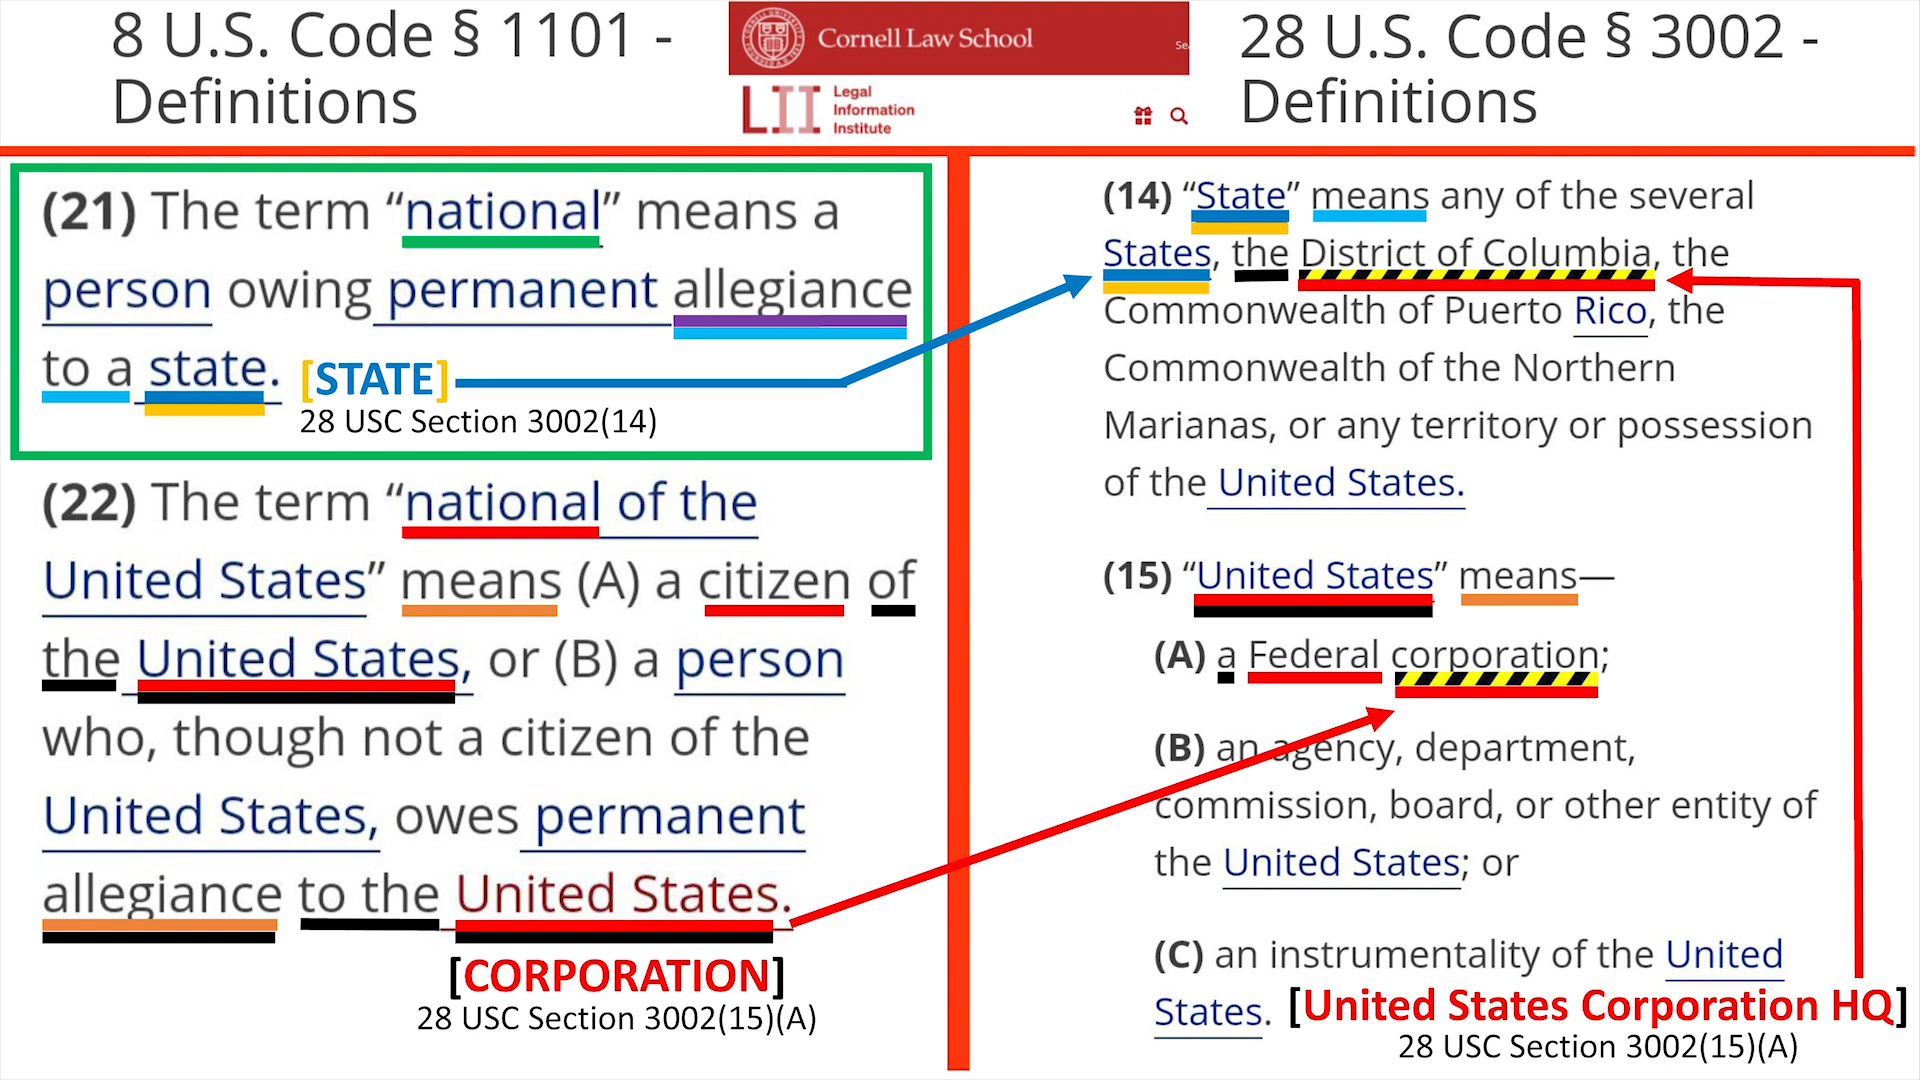 8 U.S. Code § 1101 -
Definitions
Cornell Law School
Se
LII
Legal
Information
Institute
28 U.S. Code § 3002 -
Definitions
(21) The term “national” means a
person owing permanent allegiance
to a state. [STATE]
28 USC Section 3002(14)
(22) The term “national of the
United States” means (A) a citizen of
the United States, or (B) a person
who, though not a citizen of the
United States, owes permanent
allegiance to the United States.
[CORPORATION]
28 USC Section 3002(15)(A)
(14) “State” means any of the several
States, the District of Columbia, the
Commonwealth of Puerto Rico, the
Commonwealth of the Northern
Marianas, or any territory or possession
of the United States.
(15) “United States” means—
(A) a Federal corporation;
(B) an agency, department,
commission, board, or other entity of
the United States; or
(C) an instrumentality of the United
States. [United States Corporation HQ]
28 USC Section 3002(15)(A)